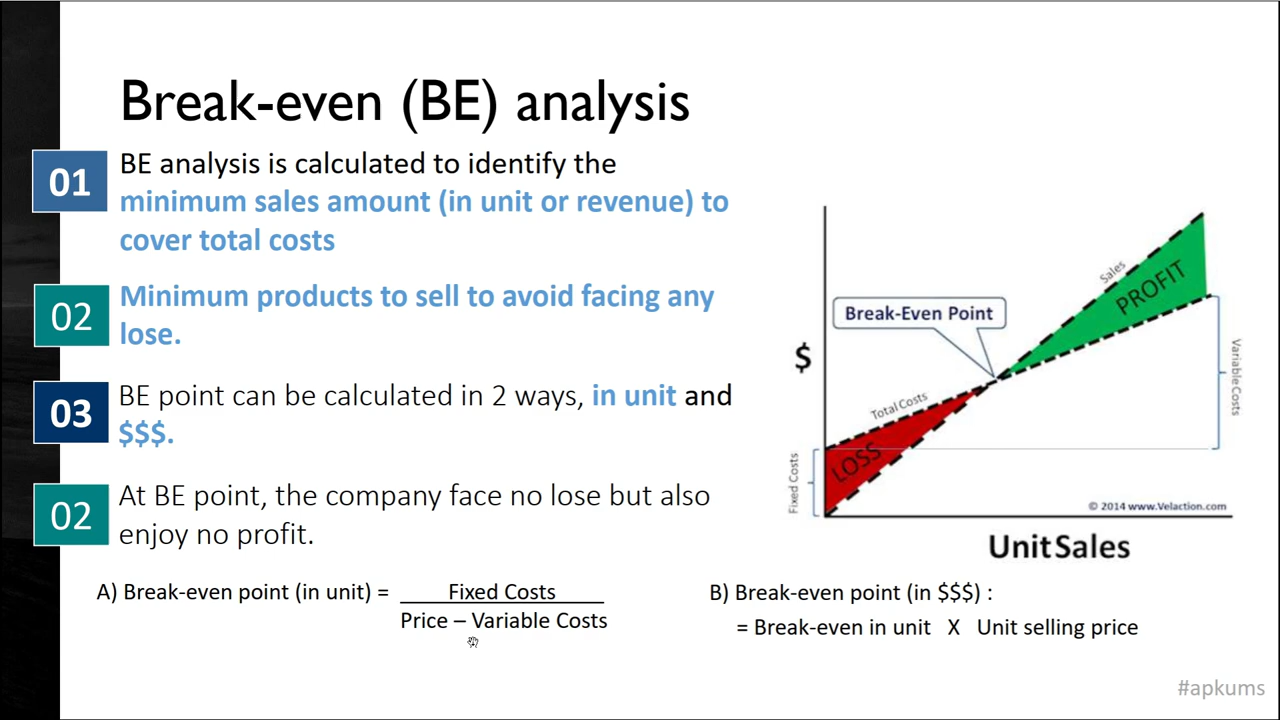 Break-even (BE) analysis
01
BE analysis is calculated to identify the
minimum sales amount (in unit or revenue) to
cover total costs
02
Minimum products to sell to avoid facing any
lose.
03
BE point can be calculated in 2 ways, in unit and
$$$.
02
At BE point, the company face no lose but also
enjoy no profit.
A) Break-even point (in unit) =
Fixed Costs
Price – Variable Costs
Sales
PROFIT
Break-Even Point
$
Variable Costs
Total Costs
LOSS
Fixed Costs
© 2014 www.Velaction.com
Unit Sales
B) Break-even point (in $$$) :
= Break-even in unit X Unit selling price
#apkums